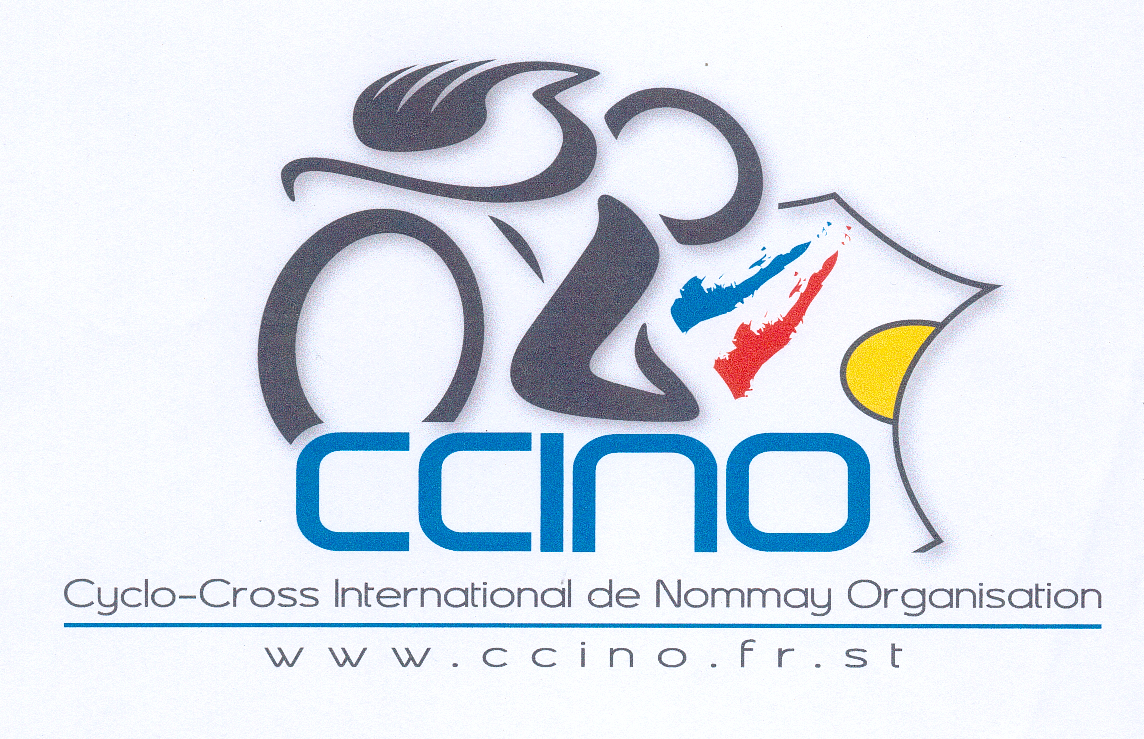 CCINO
Cyclo-Cross International de Nommay Organisation
www.ccino.fr.st